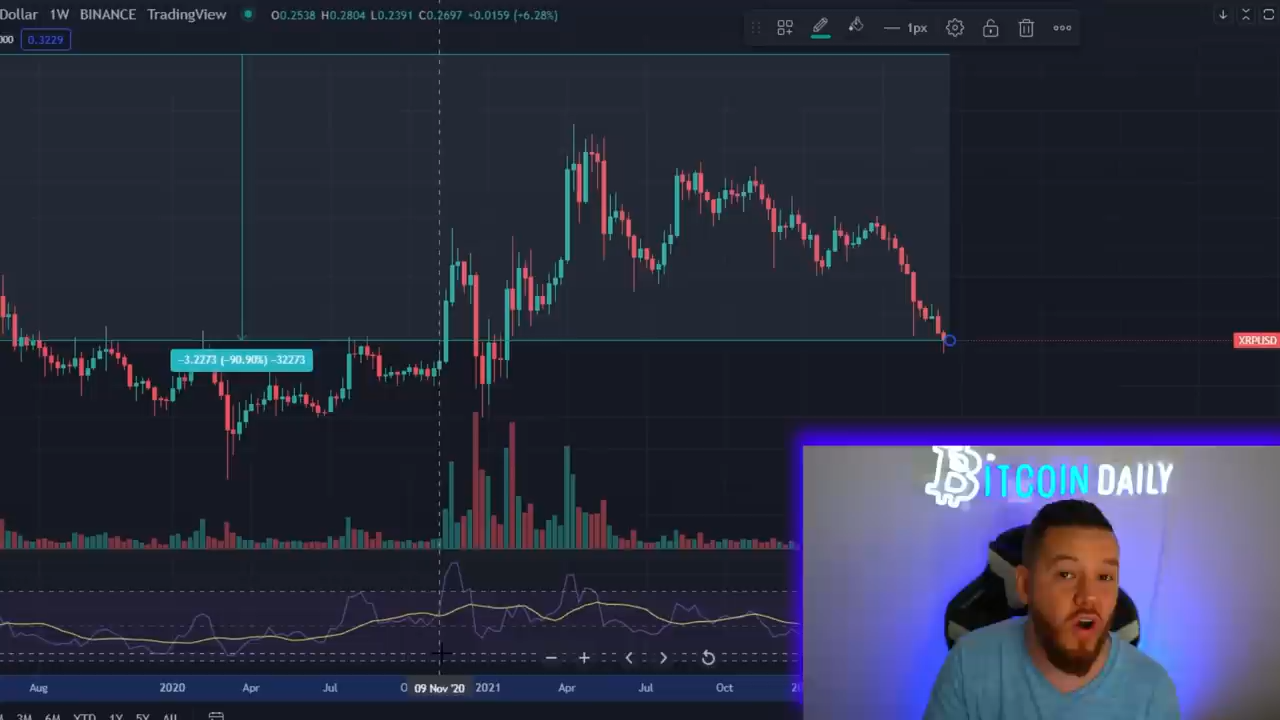 Dollar 1W BINANCE TradingView O0.2538 H0.2804 L0.2391 C0.2697 +0.0159 (+6.28%)
000 0.3229
1px
−3.2273 (−90.90%) −32273
XRPUSD
BITCOIN DAILY
Aug 2020 Apr Jul 09 Nov '20 2021 Apr Jul Oct
3M 6M YTD 1Y 5Y All